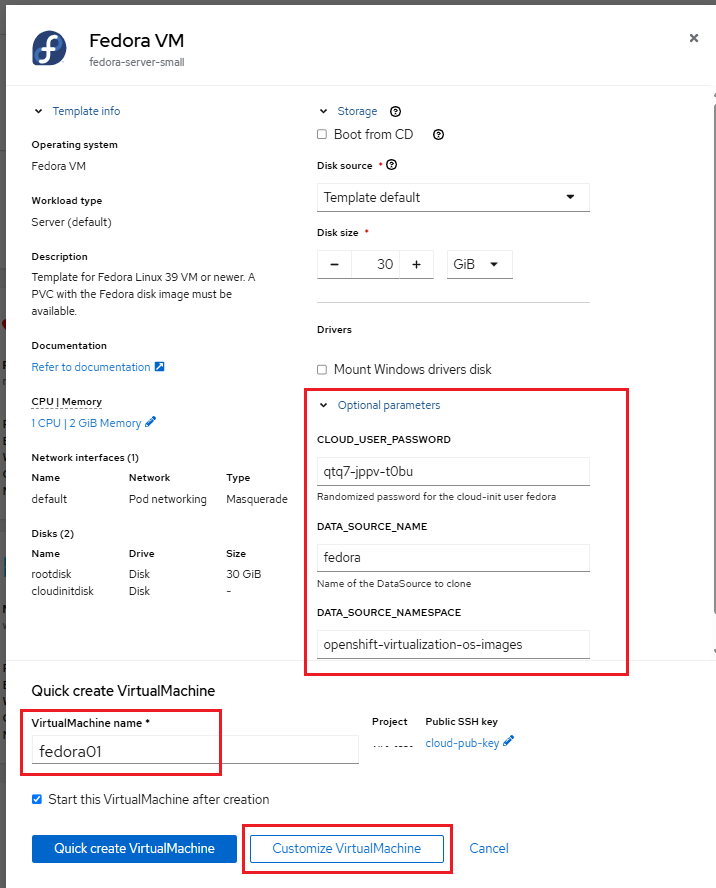 Fedora VM
fedora-server-small
Template info
Operating system
Fedora VM
Workload type
Server (default)
Description
Template for Fedora Linux 39 VM or newer. A
PVC with the Fedora disk image must be
available.
Documentation
Refer to documentation
CPU | Memory
1 CPU | 2 GiB Memory
Network interfaces (1)
Name Network Type
default Pod networking Masquerade
Disks (2)
Name Drive Size
rootdisk Disk 30 GiB
cloudinitdisk Disk -
Storage
Boot from CD
Disk source *
Template default
Disk size *
− 30 + GiB
Drivers
Mount Windows drivers disk
Optional parameters
CLOUD_USER_PASSWORD
qtq7-jppv-t0bu
Randomized password for the cloud-init user fedora
DATA_SOURCE_NAME
fedora
Name of the DataSource to clone
DATA_SOURCE_NAMESPACE
openshift-virtualization-os-images
Quick create VirtualMachine
VirtualMachine name *
fedora01
Project
Public SSH key
cloud-pub-key
Start this VirtualMachine after creation
Quick create VirtualMachine Customize VirtualMachine Cancel